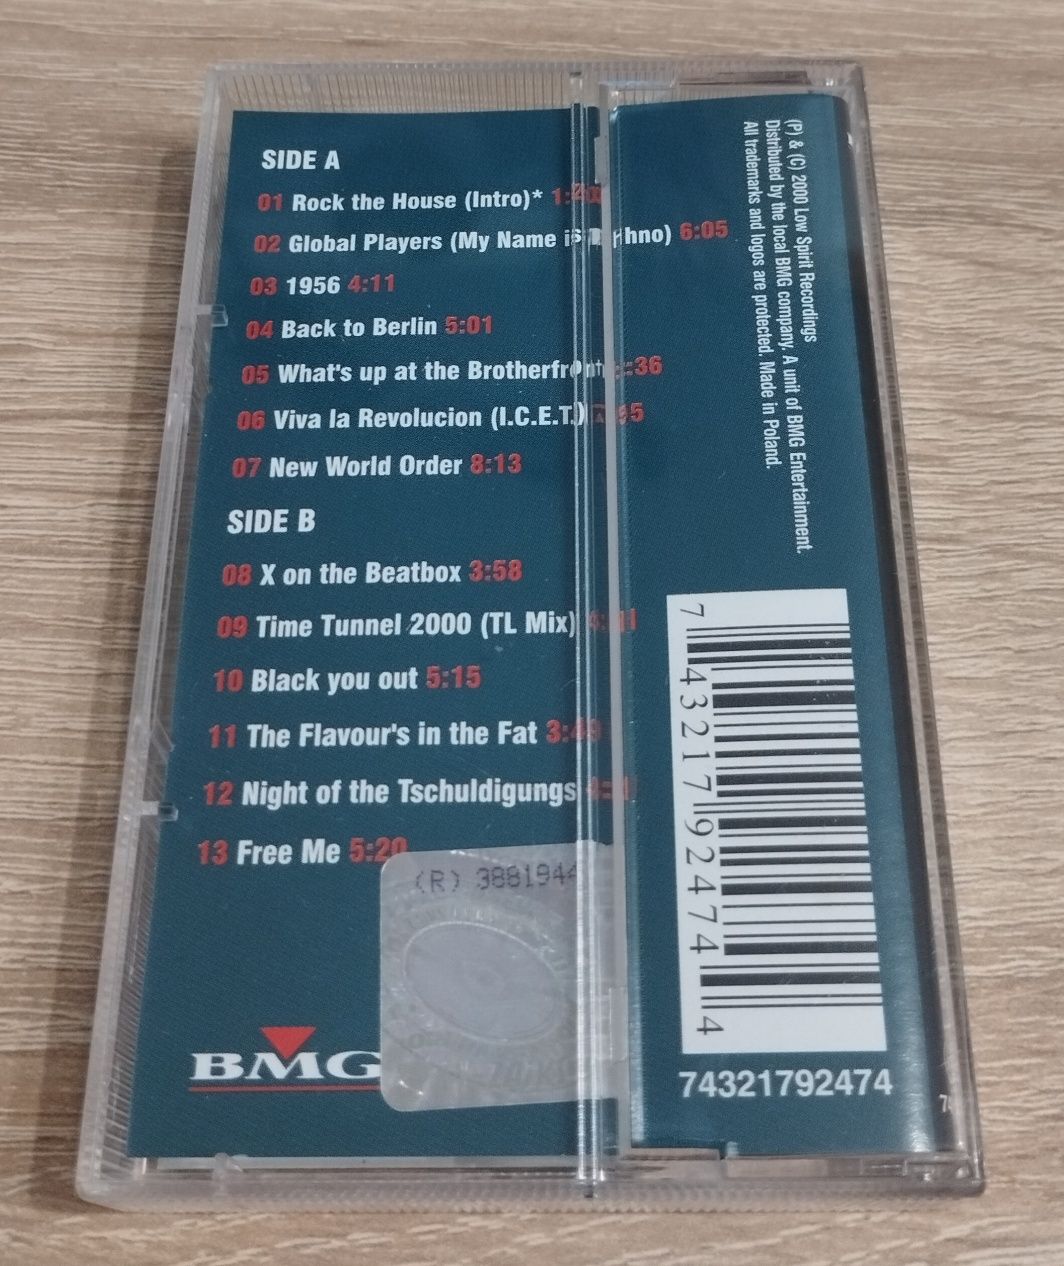 SIDE A
01 Rock the House (Intro)*
02 Global Players (My Name is 6:05
03 1956 4:11
04 Back to Berlin 5:01
05 What's up at the
06 Viva la Revolucion (I.C.E.T.)
07 New World Order 8:13
SIDE B
08 X on the Beatbox 3:58
09 Time Tunnel 2000 (TL Mix)
10 Black you out 5:15
11 The Flavour's in the Fat
12 Night of the Tschuldigungs
13 Free Me 5:20
(R)
BMG
(P) & (C) 2000 Low Spirit Recordings
Distributed by the local BMG company. A unit of BMG Entertainment.
All trademarks and logos are protected. Made in Poland.
7 43217 92474 4
74321792474